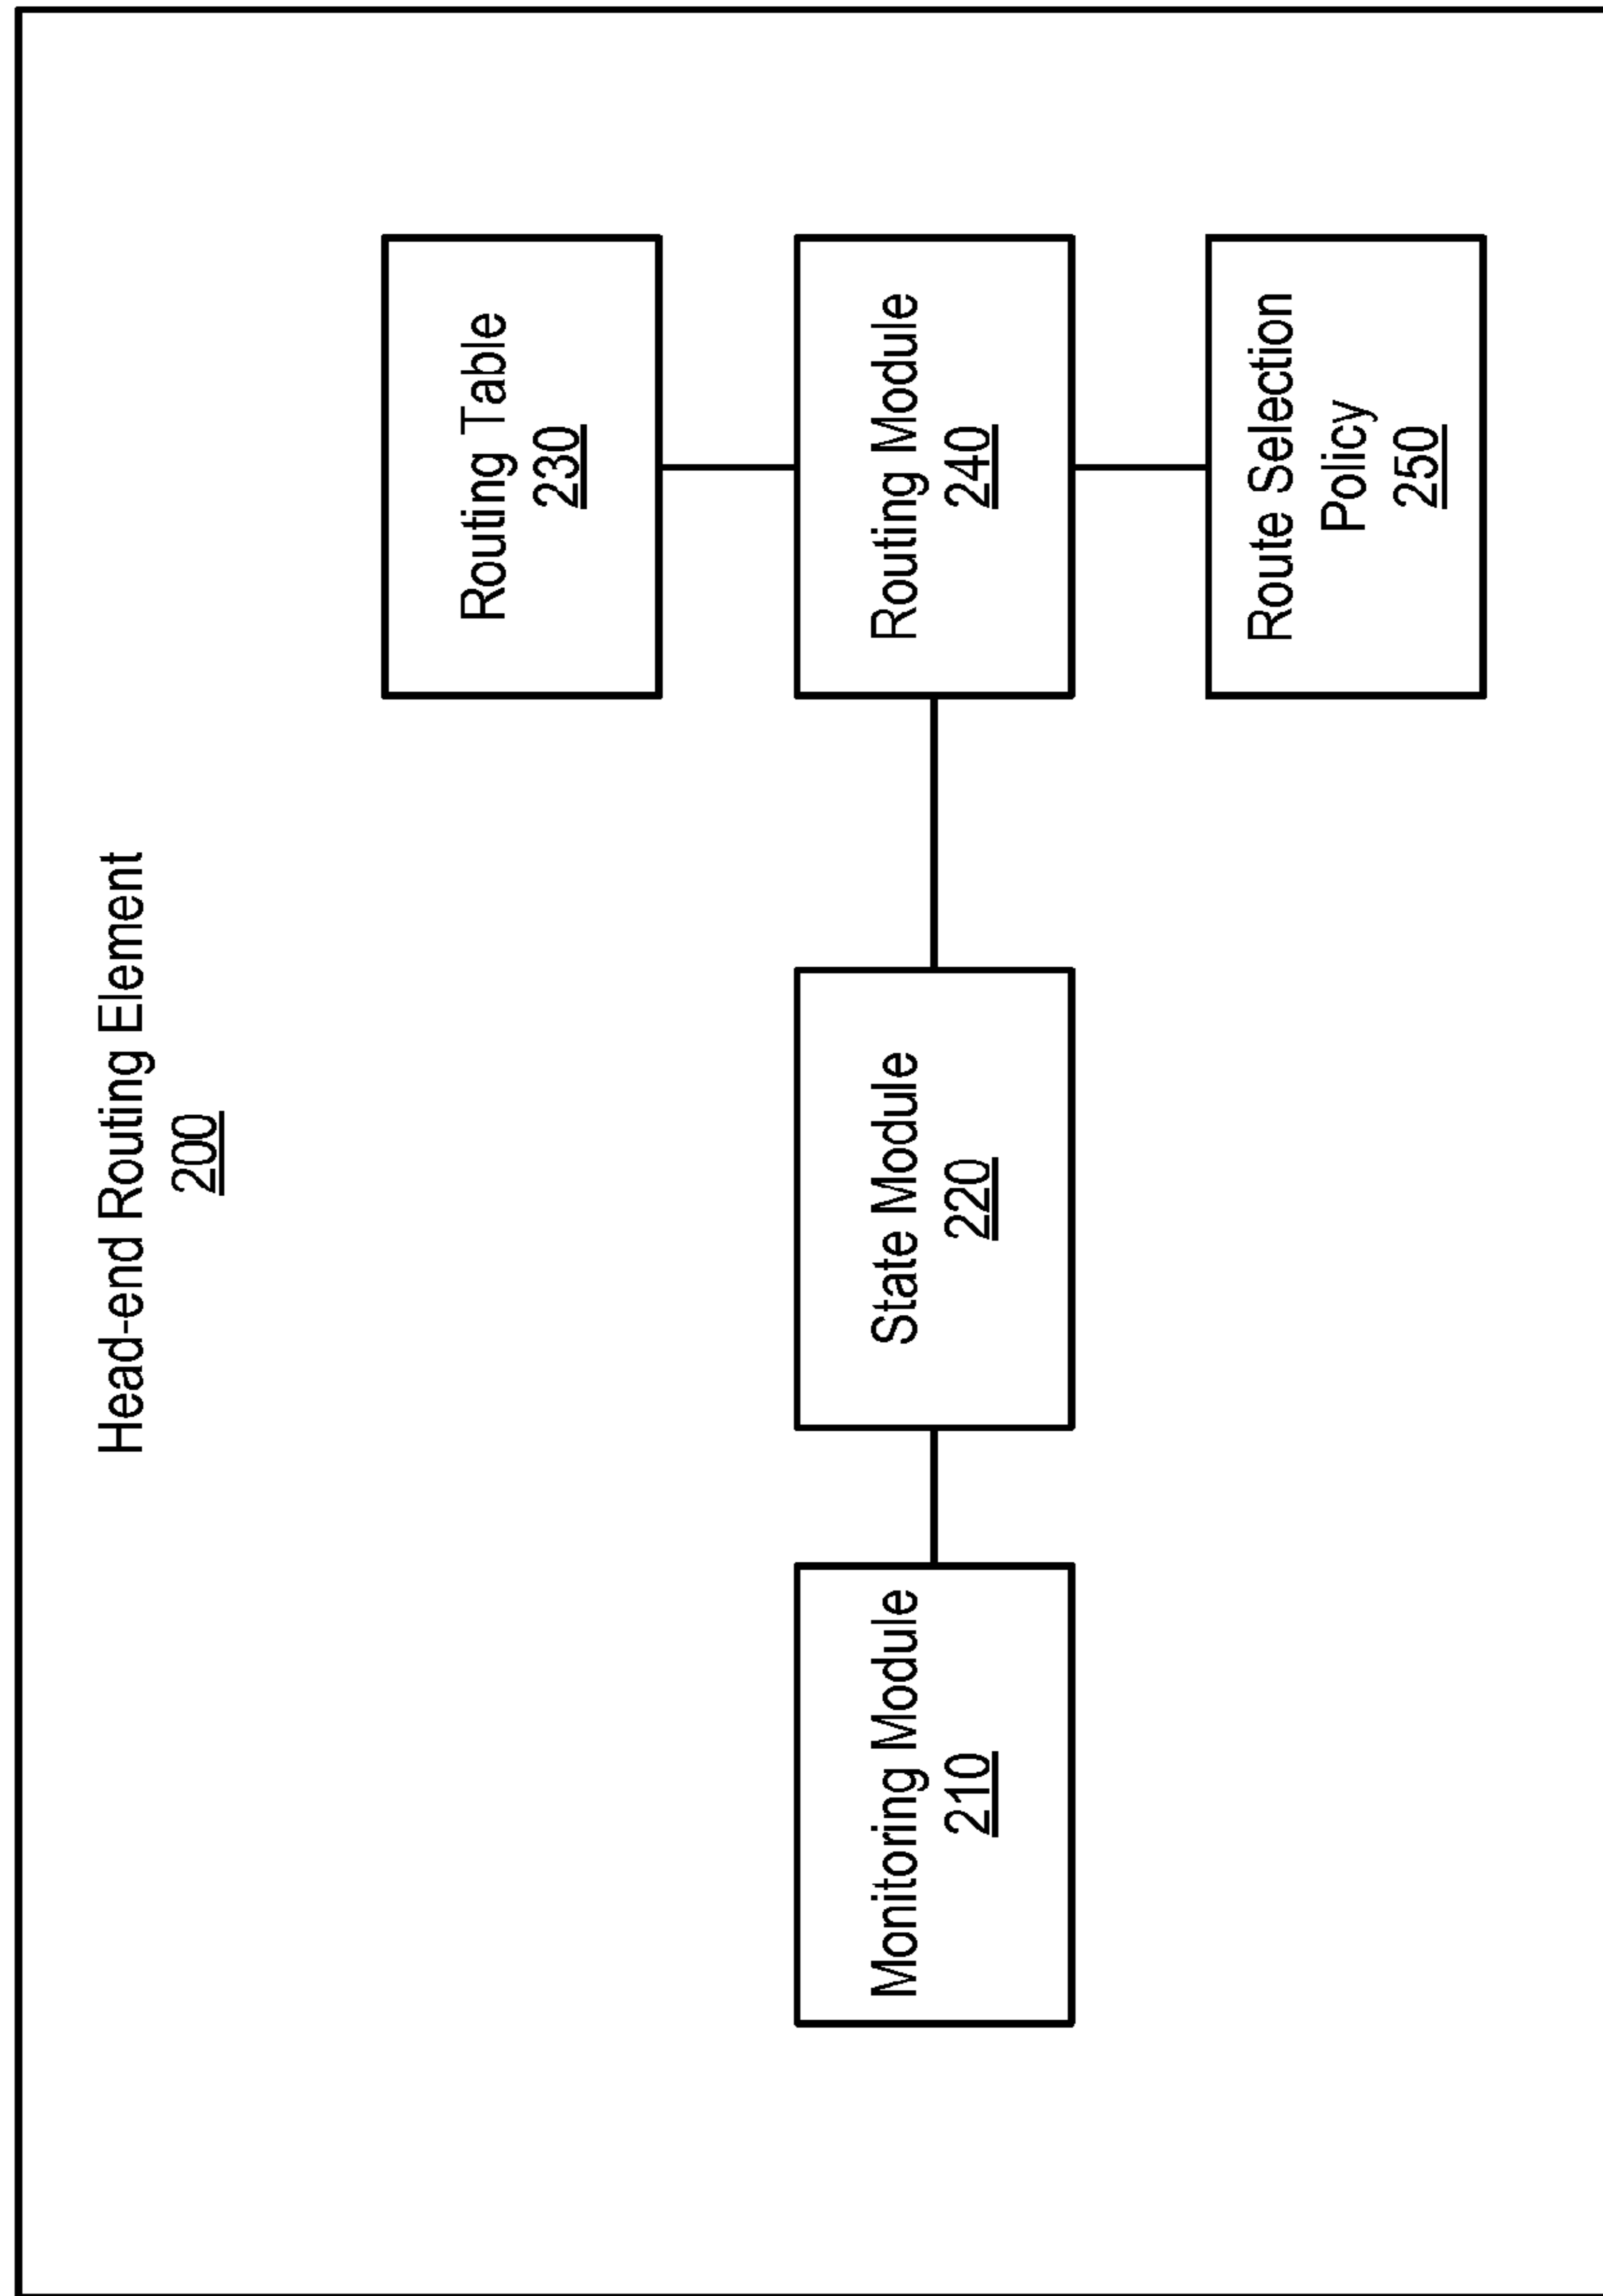 Head-end Routing Element
200
Routing Table
230
Monitoring Module
210
State Module
220
Routing Module
240
Route Selection
Policy
250